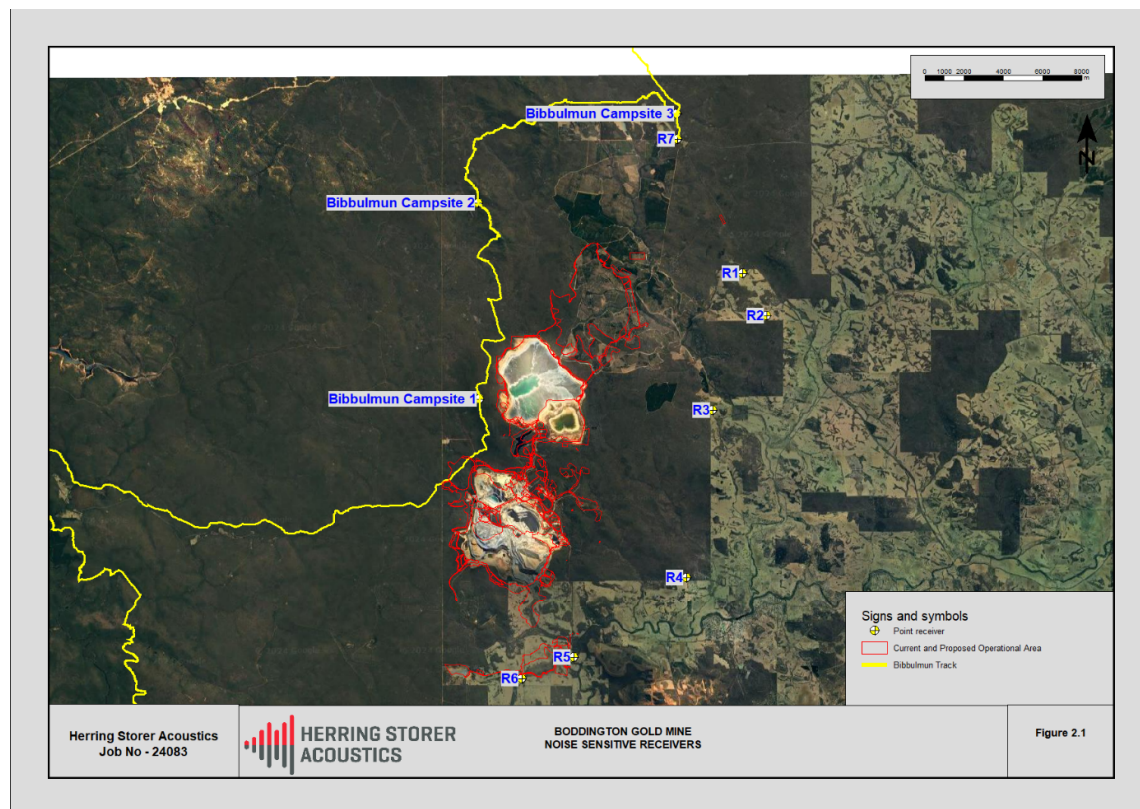 0 1000 2000 4000 6000 8000
m
N
Bibbulmun Campsite 3
R7
Bibbulmun Campsite 2
R1
R2
Bibbulmun Campsite 1
R3
R4
R5
R6
Signs and symbols
Point receiver
Current and Proposed Operational Area
Bibbulmun Track
Herring Storer Acoustics
Job No - 24083
HERRING STORER
ACOUSTICS
BODDINGTON GOLD MINE
NOISE SENSITIVE RECEIVERS
Figure 2.1